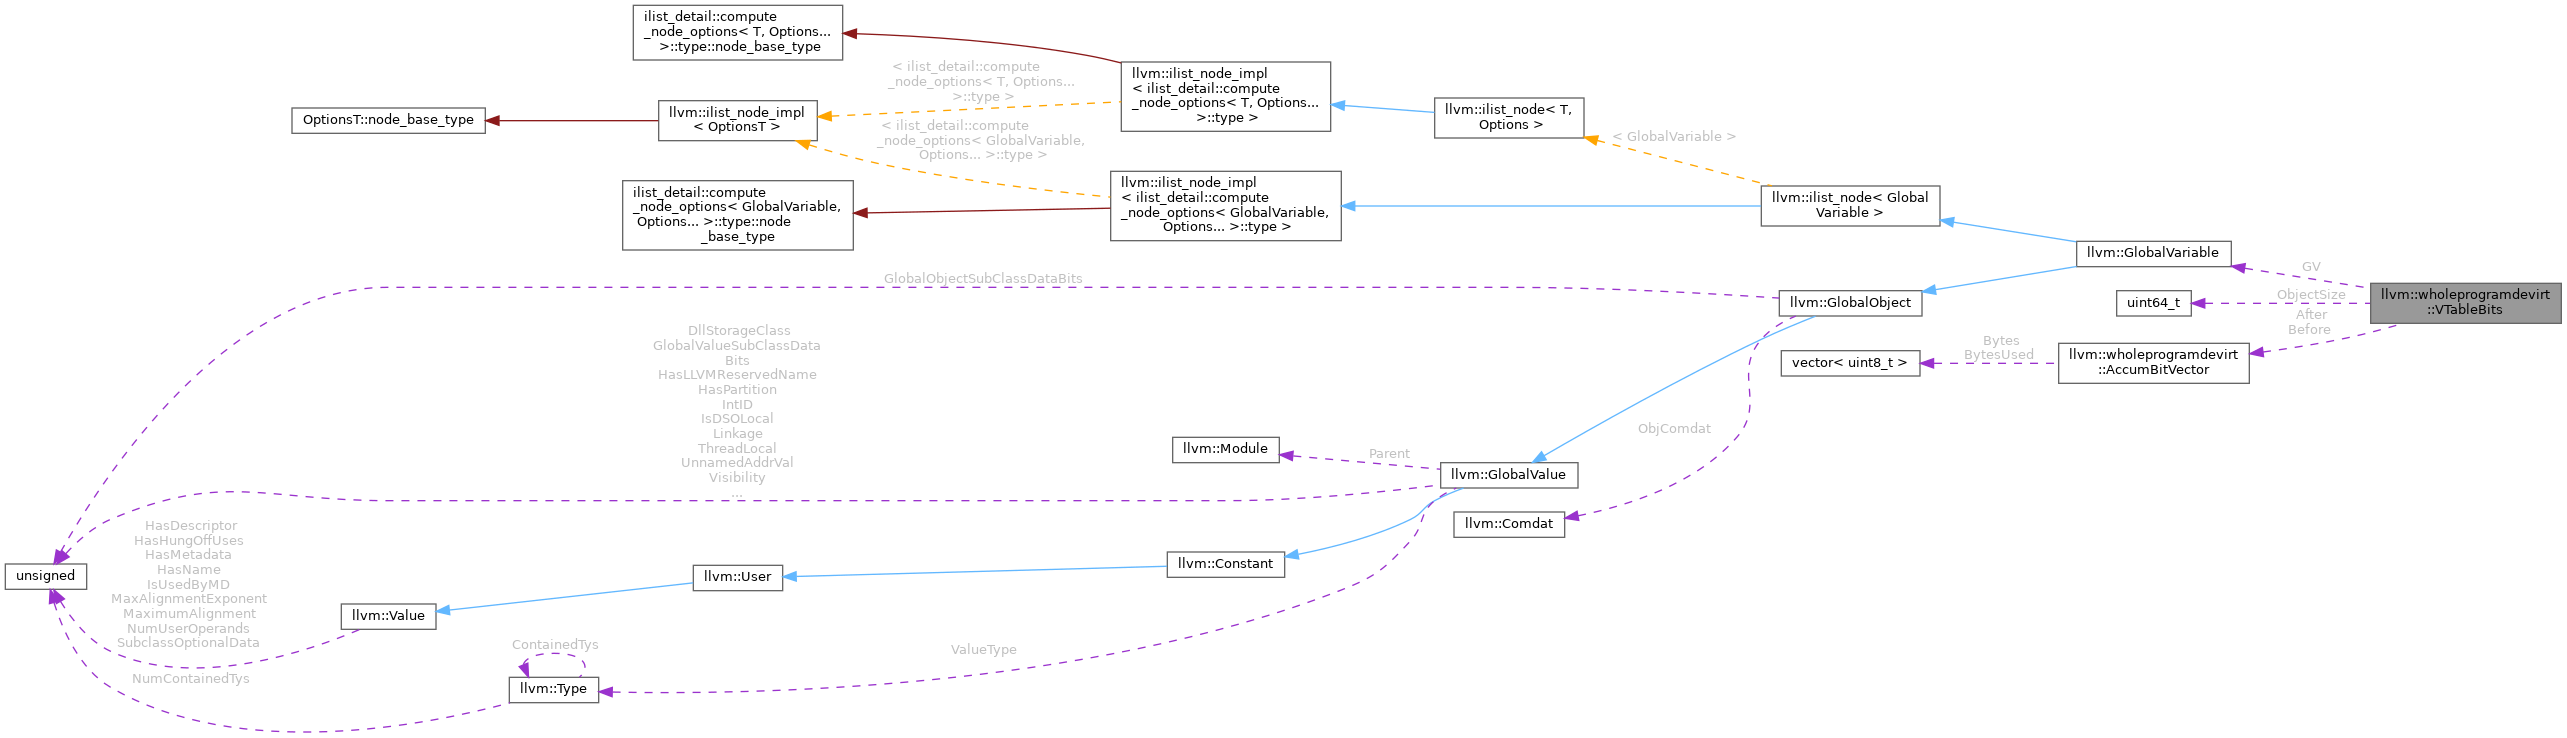 ilist_detail::compute
_node_options< T, Options...
>::type::node_base_type
< ilist_detail::compute
_node_options< T, Options...
>::type >
llvm::ilist_node_impl
< ilist_detail::compute
_node_options< T, Options...
>::type >
OptionsT::node_base_type
llvm::ilist_node_impl
< OptionsT >
llvm::ilist_node< T,
Options >
< ilist_detail::compute
_node_options< GlobalVariable,
Options... >::type >
< GlobalVariable >
ilist_detail::compute
_node_options< GlobalVariable,
Options... >::type::node
_base_type
llvm::ilist_node_impl
< ilist_detail::compute
_node_options< GlobalVariable,
Options... >::type >
llvm::ilist_node< Global
Variable >
llvm::GlobalVariable
GV
GlobalObjectSubClassDataBits
llvm::GlobalObject
uint64_t
ObjectSize
llvm::wholeprogramdevirt
::VTableBits
After
Before
DllStorageClass
GlobalValueSubClassData
Bits
HasLLVMReservedName
HasPartition
IntID
IsDSOLocal
Linkage
ThreadLocal
UnnamedAddrVal
Visibility
...
vector< uint8_t >
Bytes
BytesUsed
llvm::wholeprogramdevirt
::AccumBitVector
ObjComdat
llvm::Module
Parent
llvm::GlobalValue
llvm::Comdat
HasDescriptor
HasHungOffUses
HasMetadata
HasName
IsUsedByMD
MaxAlignmentExponent
MaximumAlignment
NumUserOperands
SubclassOptionalData
unsigned
llvm::User
llvm::Constant
llvm::Value
ContainedTys
ValueType
NumContainedTys
llvm::Type